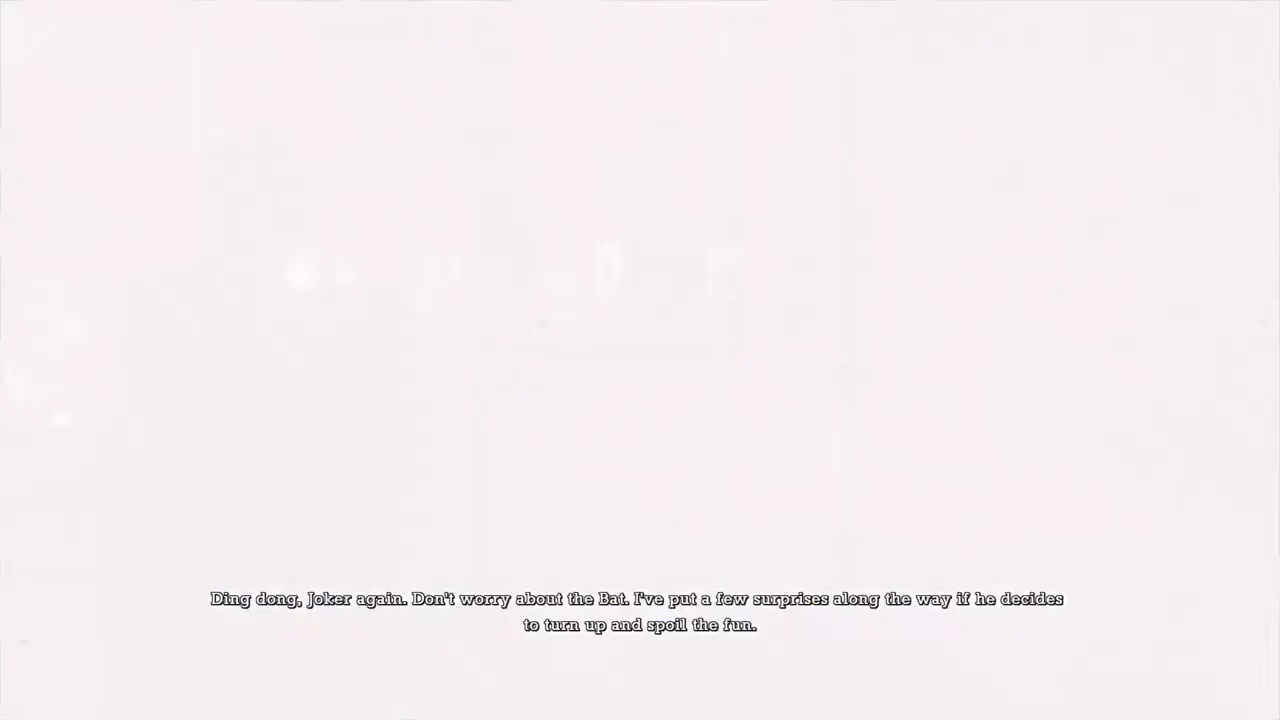 Ding dong, Joker again. Don't worry about the Bat. I've put a few surprises along the way if he decides
to turn up and spoil the fun.